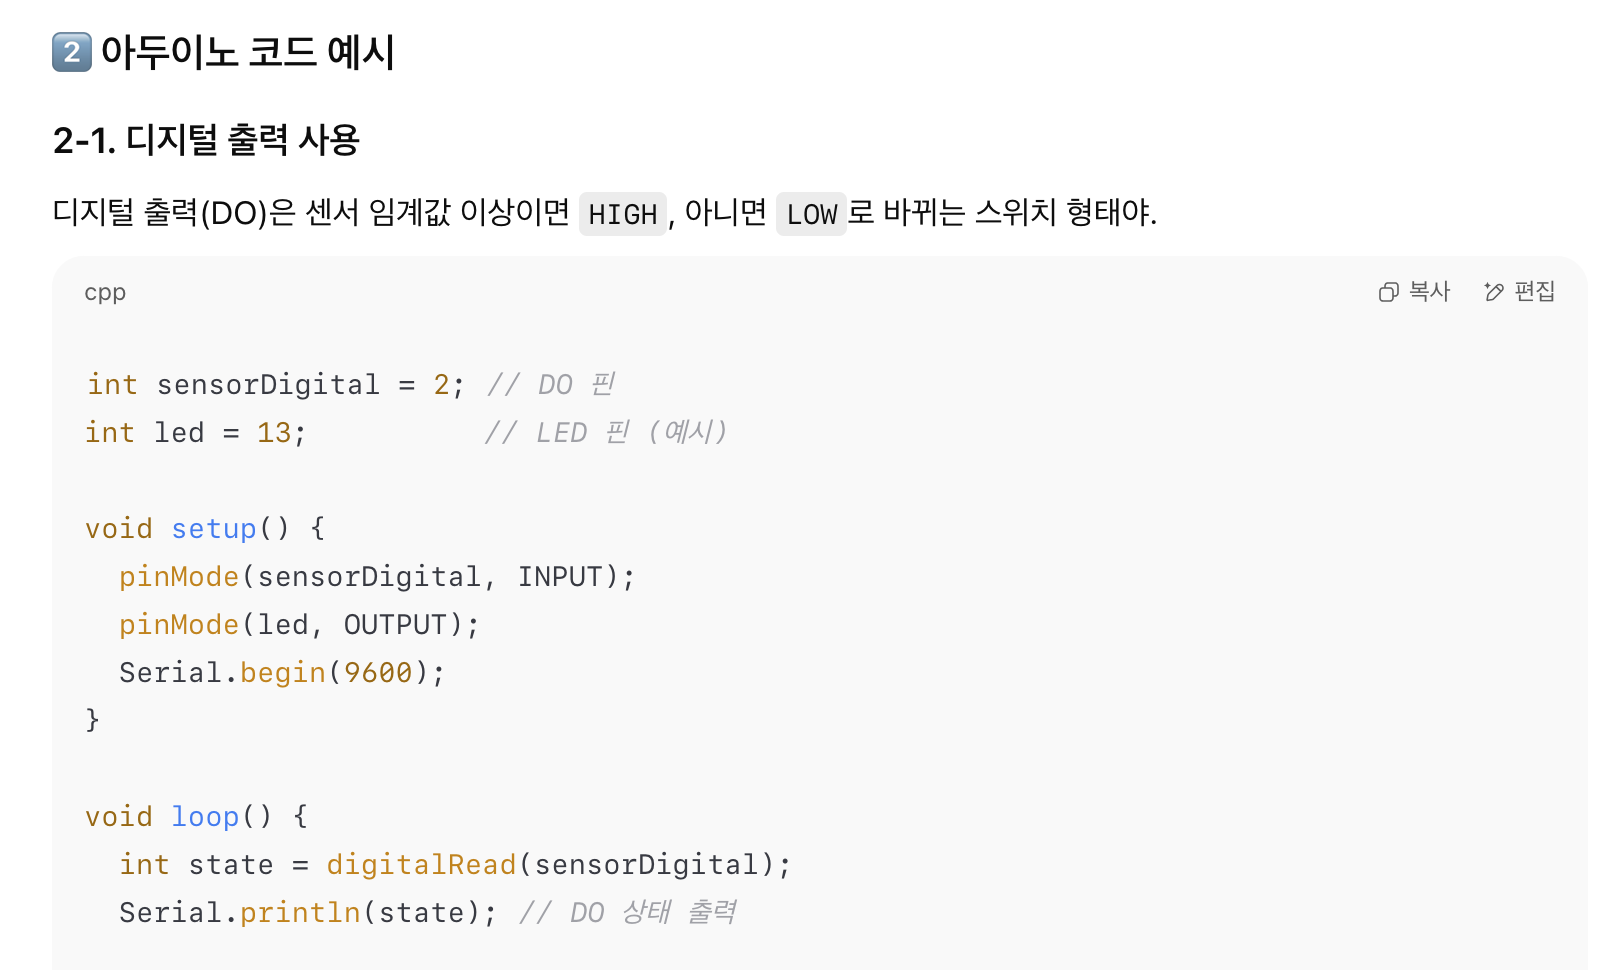 2 아두이노 코드 예시
2-1. 디지털 출력 사용
디지털 출력(DO)은 센서 임계값 이상이면 HIGH, 아니면 LOW로 바뀌는 스위치 형태야.
cpp 복사 편집
int sensorDigital = 2; // DO 핀
int led = 13;          // LED 핀 (예시)
void setup() {
  pinMode(sensorDigital, INPUT);
  pinMode(led, OUTPUT);
  Serial.begin(9600);
}
void loop() {
  int state = digitalRead(sensorDigital);
  Serial.println(state); // DO 상태 출력